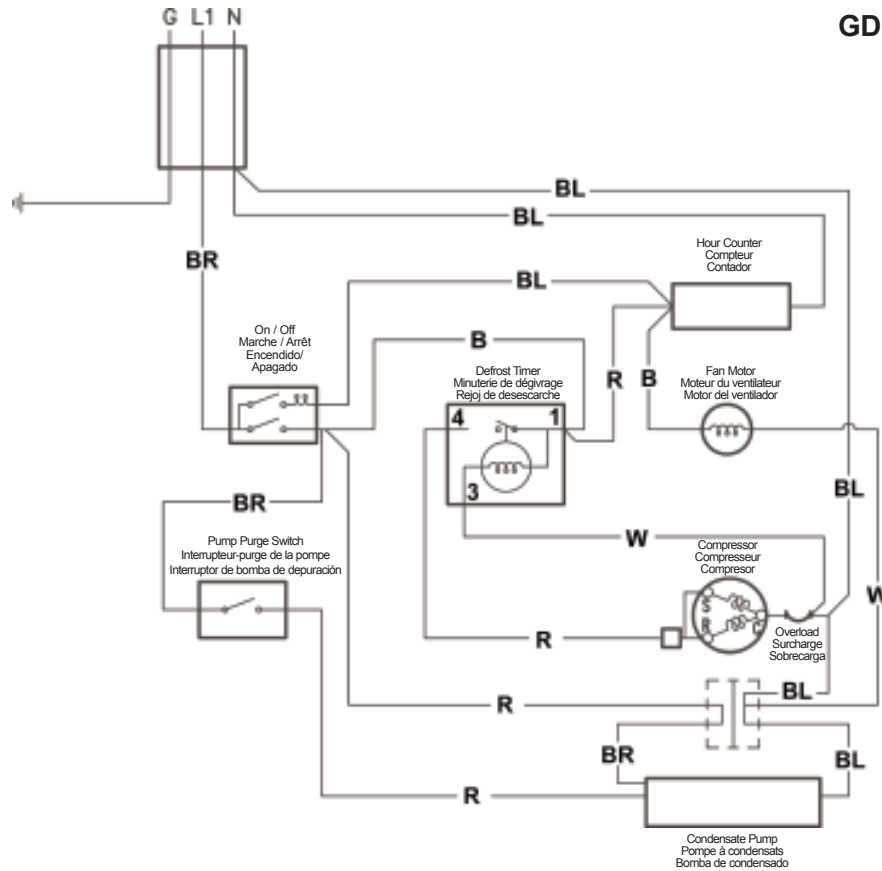 G L1 N
GD
BL
BL
BR
Hour Counter
Compteur
Contador
BL
On / Off
Marche / Arrêt
Encendido/
Apagado
B
Defrost Timer
Minuterie de dégivrage
Rejoj de desescarche
R
B
Fan Motor
Moteur du ventilateur
Motor del ventilador
4
1
3
BR
BL
Pump Purge Switch
Interrupteur-purge de la pompe
Interruptor de bomba de depuración
W
Compressor
Compresseur
Compresor
S
R
C
W
Overload
Surcharge
Sobrecarga
R
BL
R
BR
BL
R
Condensate Pump
Pompe à condensats
Bomba de condensado